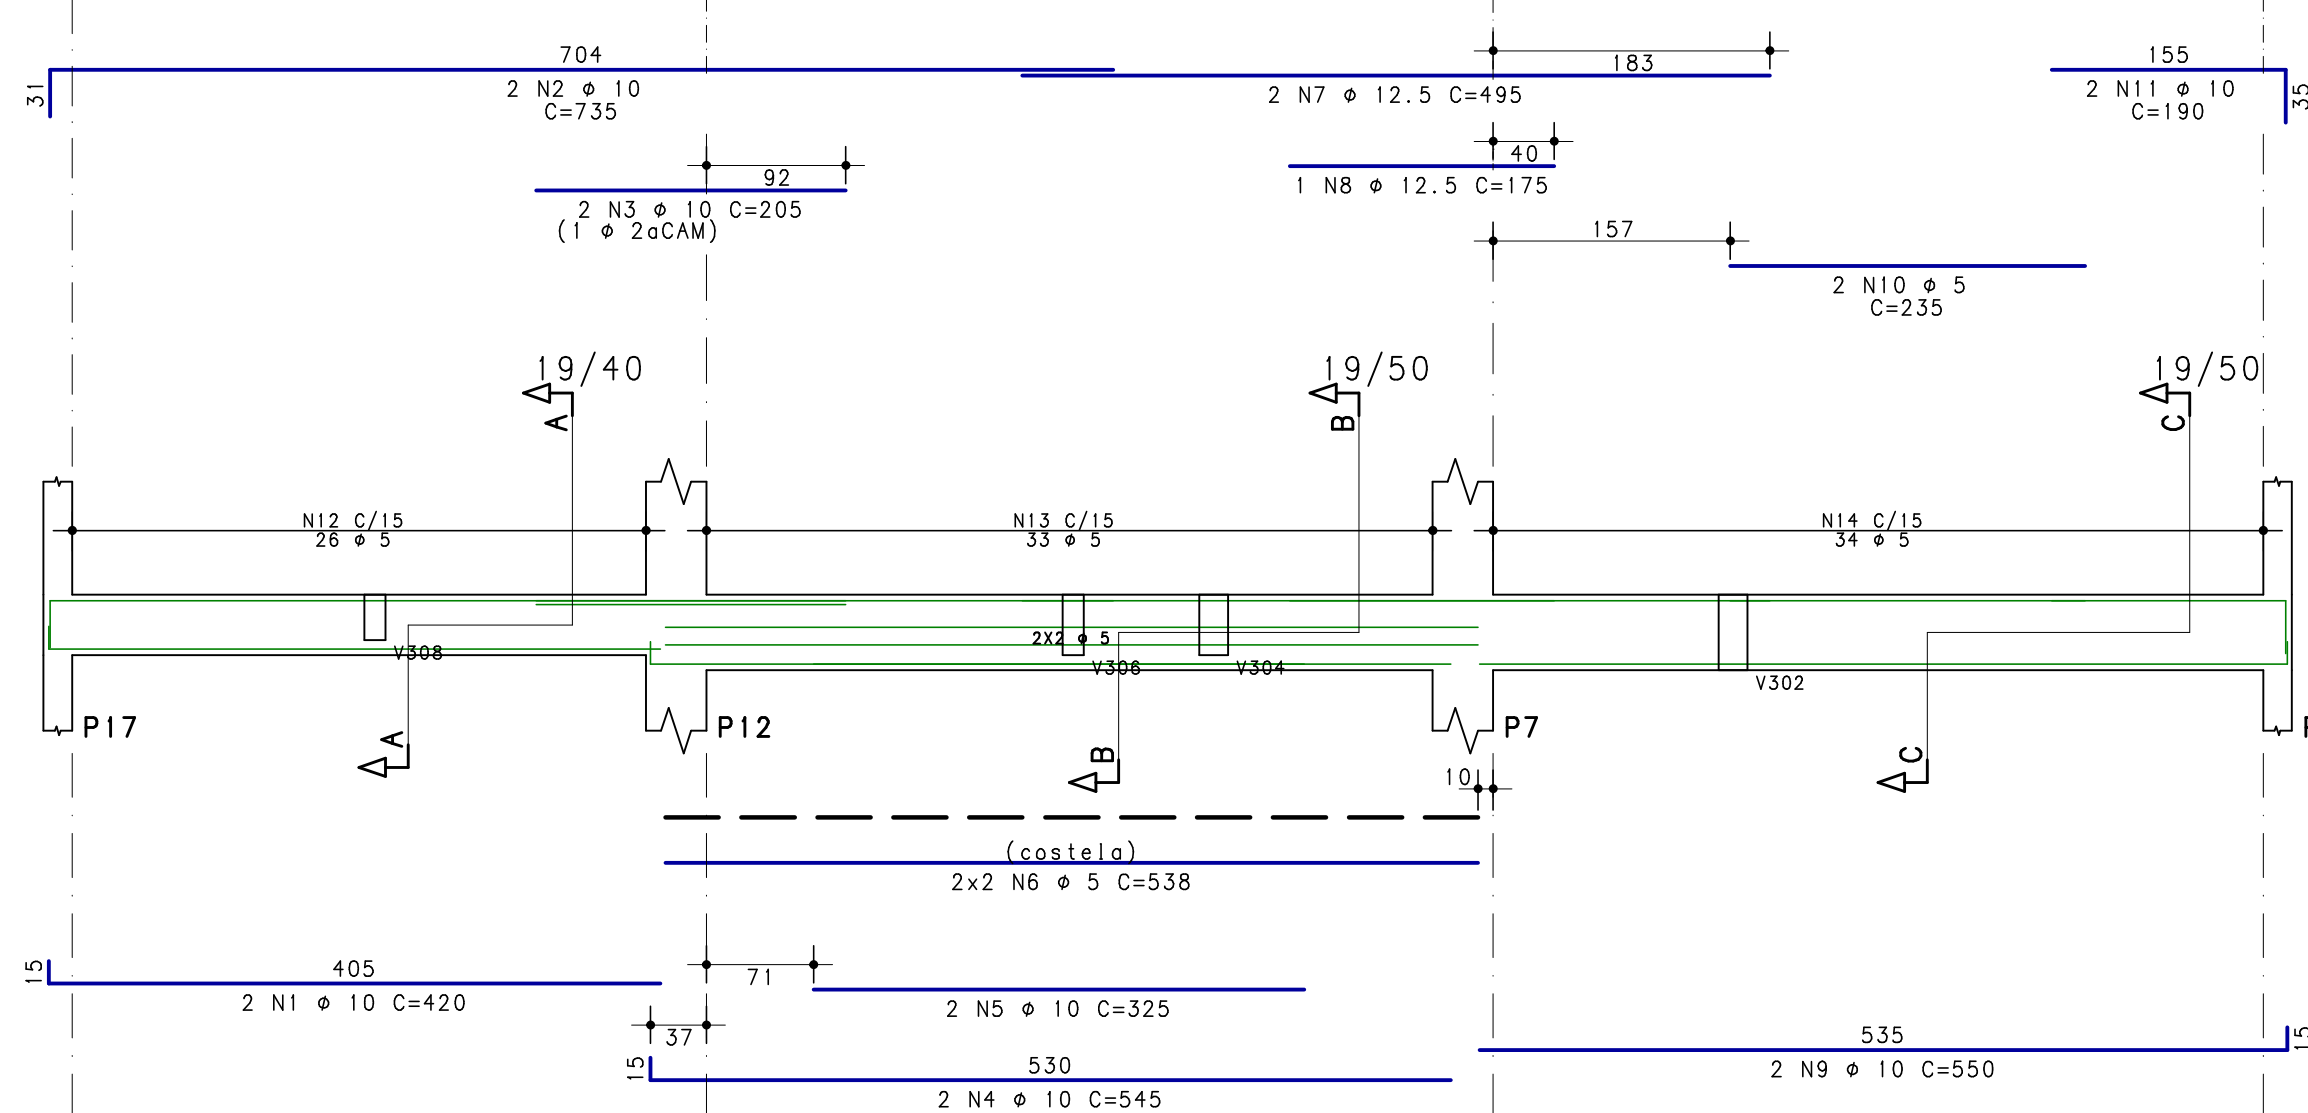 704
31
2 N2 ø 10
C=735
183
2 N7 ø 12.5 C=495
155
35
2 N11 ø 10
C=190
40
1 N8 ø 12.5 C=175
92
2 N3 ø 10 C=205
(1 ø 2aCAM)
157
2 N10 ø 5
C=235
19/40
19/50
19/50
A
B
C
N12 C/15
26 ø 5
N13 C/15
33 ø 5
N14 C/15
34 ø 5
2X2 ø 5
V308
V306
V304
V302
P17
P12
P7
A
B
C
10
(costela)
2x2 N6 ø 5 C=538
15
405
2 N1 ø 10 C=420
71
2 N5 ø 10 C=325
37
15
530
2 N4 ø 10 C=545
535
15
2 N9 ø 10 C=550